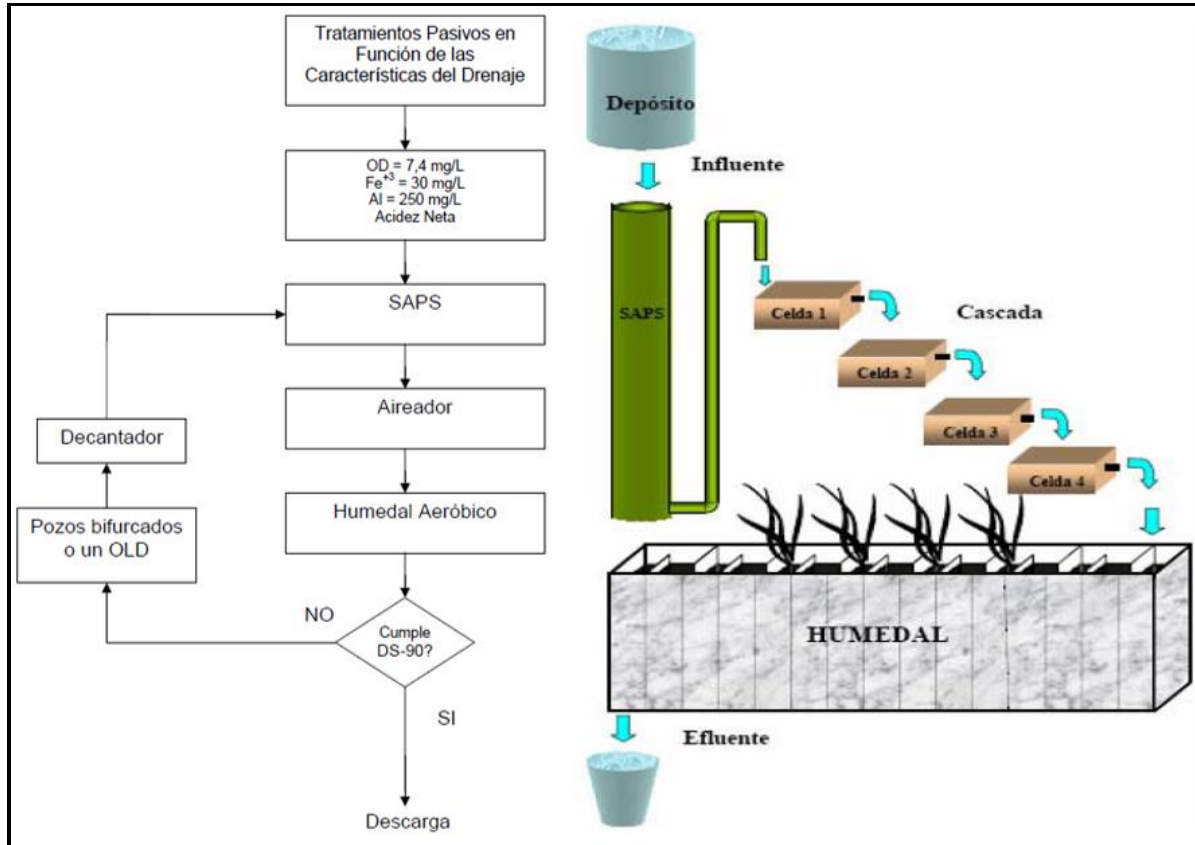 Tratamientos Pasivos en
Función de las
Características del Drenaje
OD = 7,4 mg/L
Fe+3 = 30 mg/L
Al = 250 mg/L
Acidez Neta
SAPS
Aireador
Decantador
Humedal Aeróbico
Pozos bifurcados
o un OLD
NO
Cumple
DS-90?
SI
Descarga
Depósito
Influente
SAPS
Celda 1
Cascada
Celda 2
Celda 3
Celda 4
HUMEDAL
Efluente